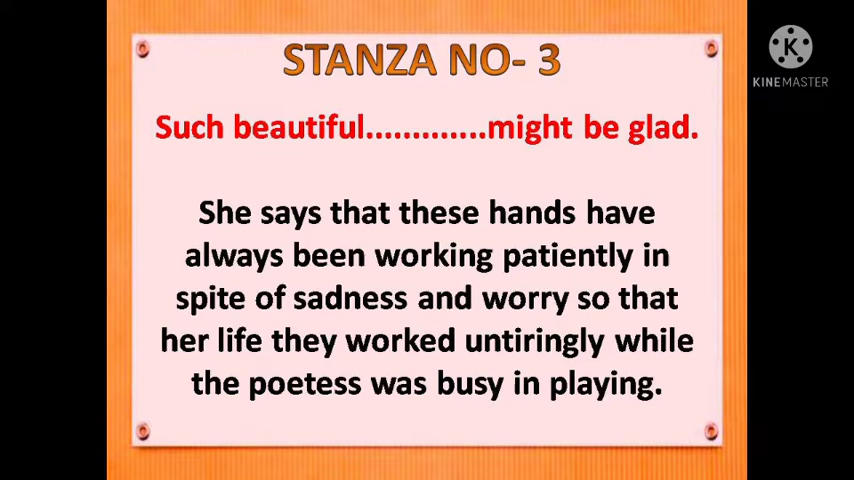 STANZA NO- 3
K
KINEMASTER
Such beautiful.............might be glad.
She says that these hands have
always been working patiently in
spite of sadness and worry so that
her life they worked untiringly while
the poetess was busy in playing.